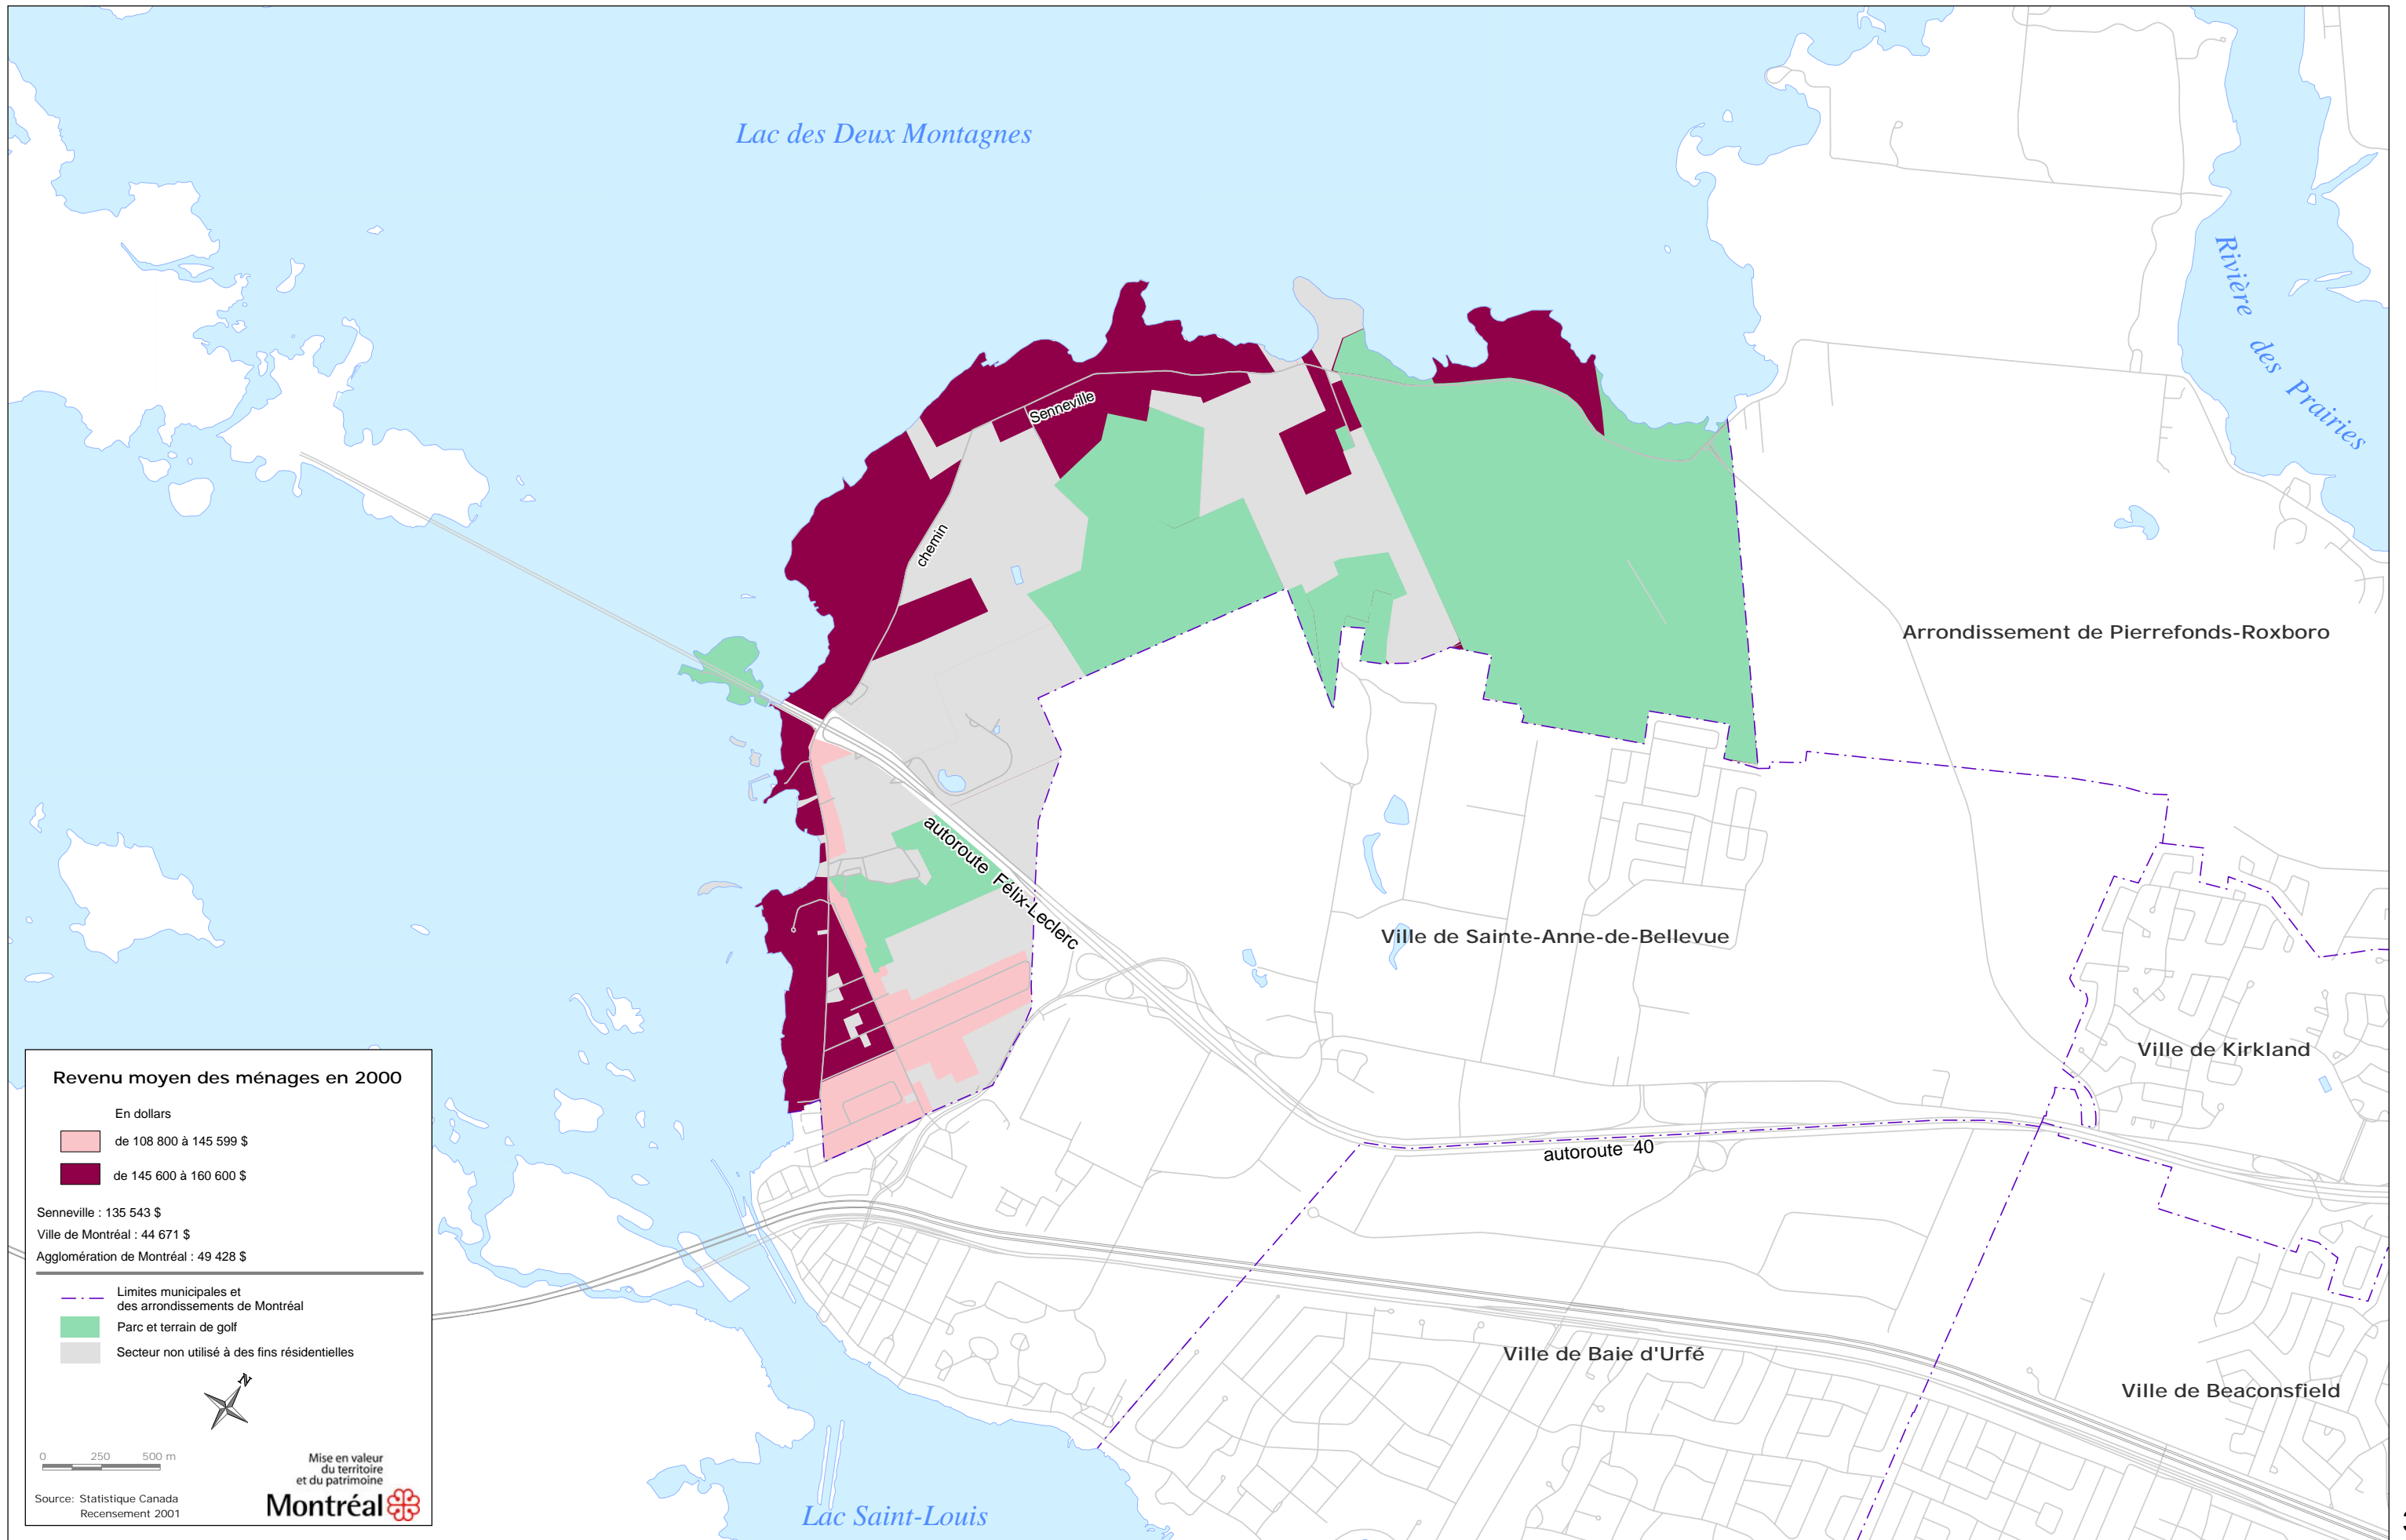 Lac des Deux Montagnes
Rivière
des Prairies
Senneville
chemin
Arrondissement de Pierrefonds-Roxboro
autoroute Félix-Leclerc
Ville de Sainte-Anne-de-Bellevue
Ville de Kirkland
autoroute 40
Ville de Baie d'Urfé
Ville de Beaconsfield
Lac Saint-Louis
Revenu moyen des ménages en 2000
En dollars
de 108 800 à 145 599 $
de 145 600 à 160 600 $
Senneville : 135 543 $
Ville de Montréal : 44 671 $
Agglomération de Montréal : 49 428 $
Limites municipales et
des arrondissements de Montréal
Parc et terrain de golf
Secteur non utilisé à des fins résidentielles
N
0 250 500 m
Mise en valeur
du territoire
et du patrimoine
Montréal
Source: Statistique Canada
Recensement 2001